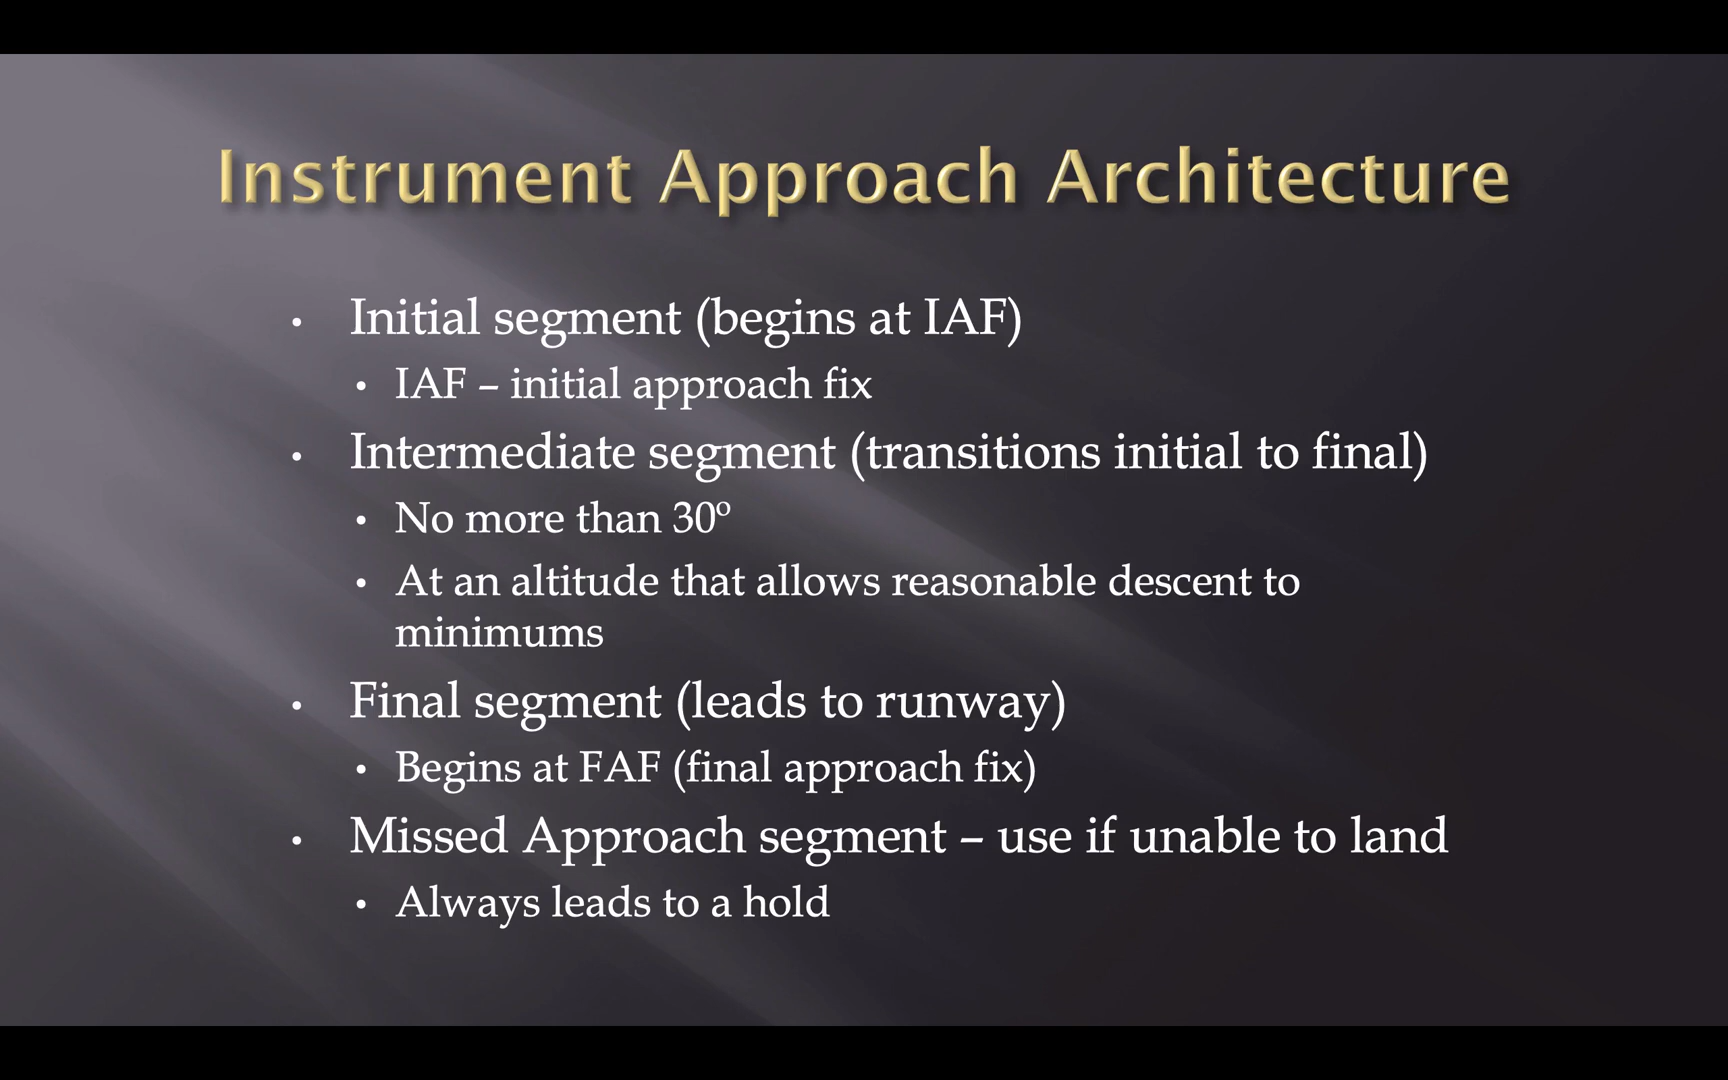 Instrument Approach Architecture
• Initial segment (begins at IAF)
• IAF – initial approach fix
• Intermediate segment (transitions initial to final)
• No more than 30º
• At an altitude that allows reasonable descent to
minimums
• Final segment (leads to runway)
• Begins at FAF (final approach fix)
• Missed Approach segment – use if unable to land
• Always leads to a hold